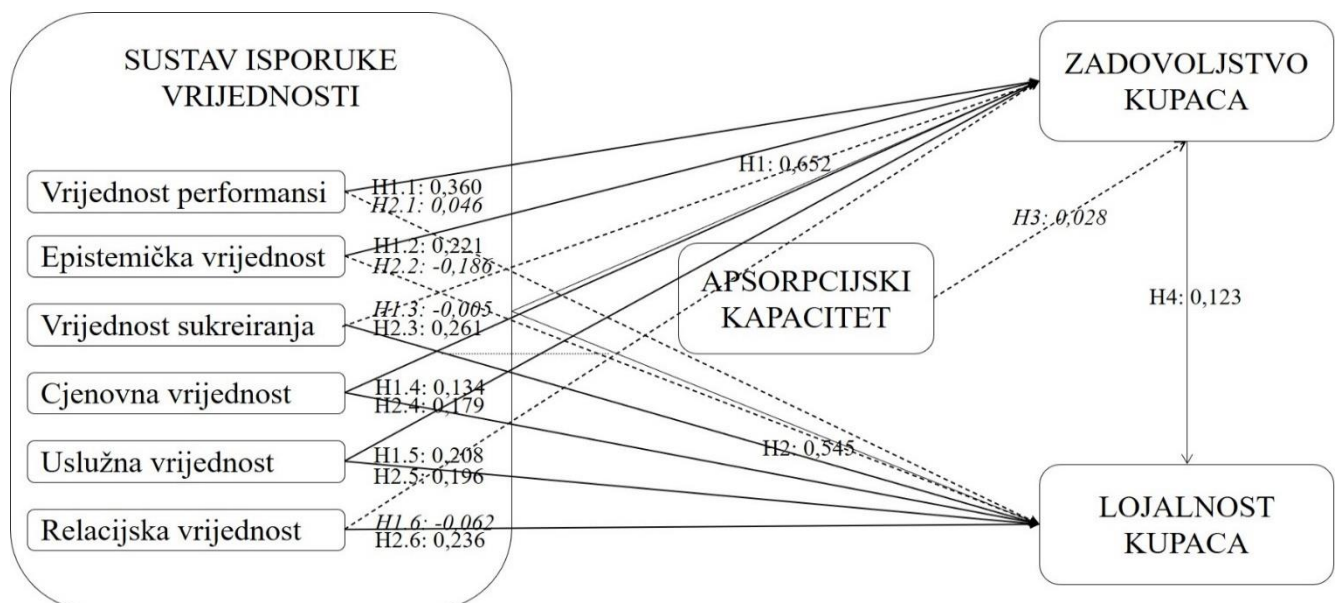 SUSTAV ISPORUKE
VRIJEDNOSTI
Vrijednost performansi
Epistemička vrijednost
Vrijednost sukreiranja
Cjenovna vrijednost
Uslužna vrijednost
Relacijska vrijednost
H1.1: 0,360
H2.1: 0,046
H1.2: 0,221
H2.2: -0,186
H1.3: -0,005
H2.3: 0,261
H1.4: 0,134
H2.4: 0,179
H1.5: 0,208
H2.5: 0,196
H1.6: -0,062
H2.6: 0,236
H1: 0,652
APSORPCIJSKI
KAPACITET
H2: 0,545
H3: 0,028
ZADOVOLJSTVO
KUPACA
H4: 0,123
LOJALNOST
KUPACA